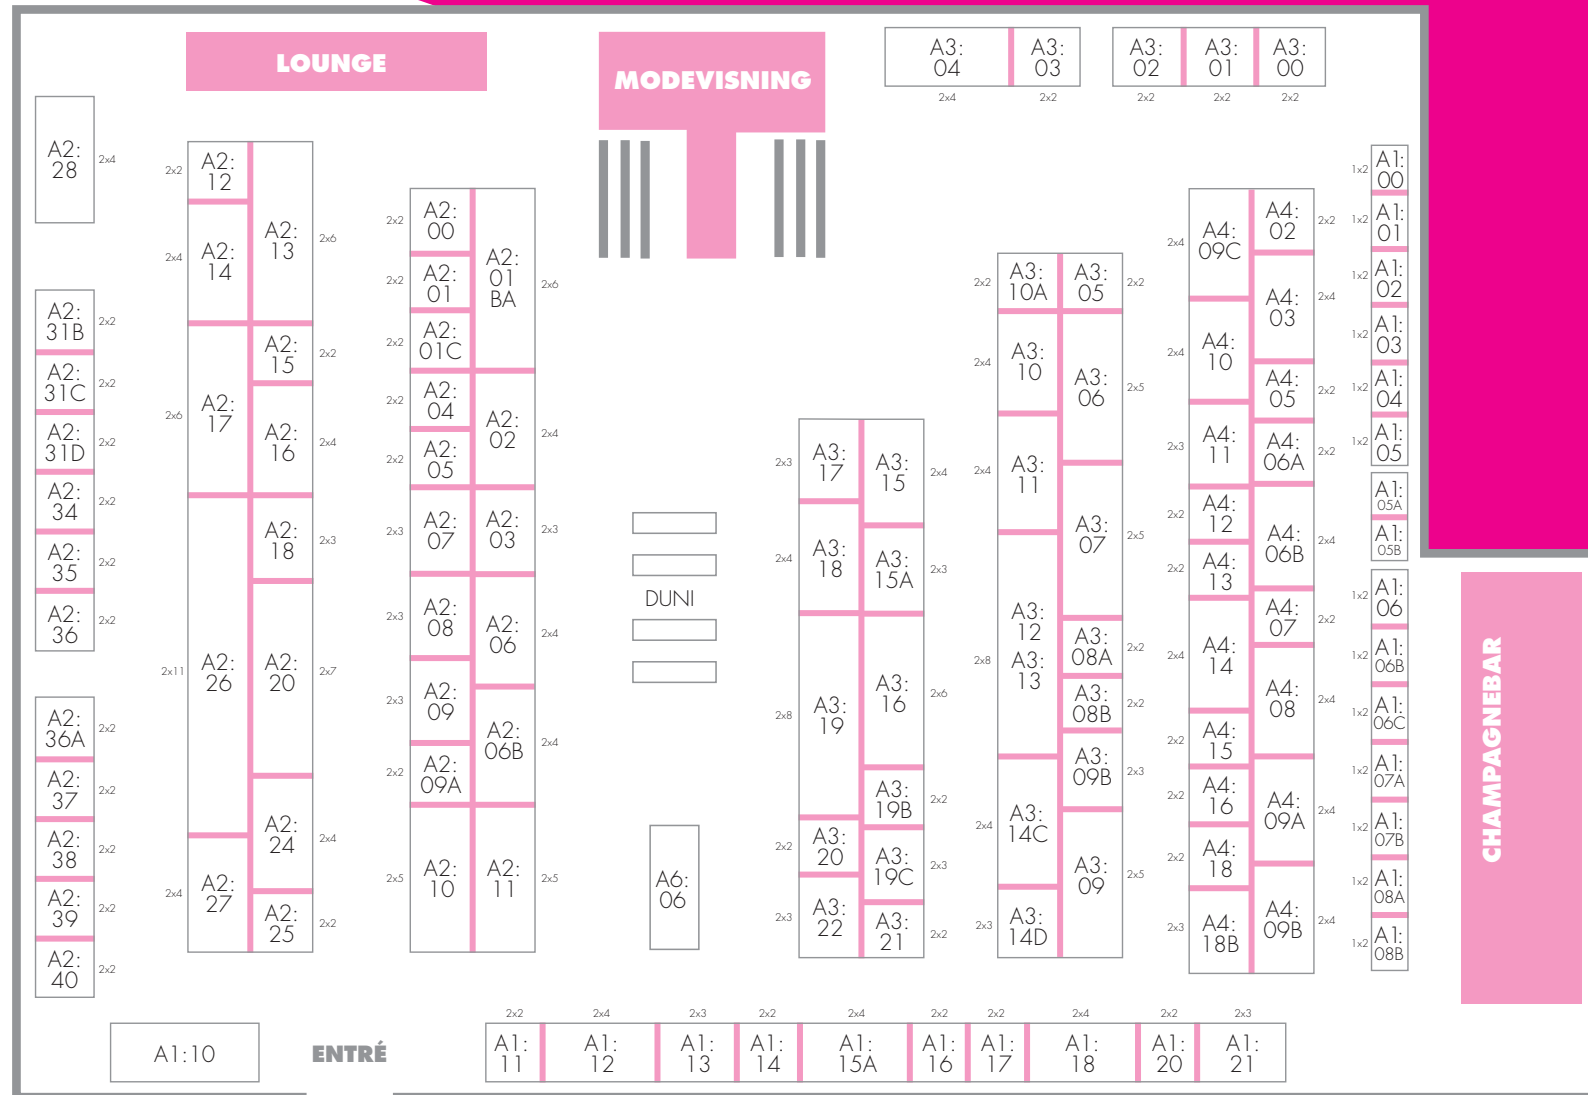 LOUNGE
MODEVISNING
A3:
04
2x4
A3:
03
2x2
A3:
02
2x2
A3:
01
2x2
A3:
00
2x2
A2:
28
2x4
A2:
31B
2x2
A2:
31C
2x2
A2:
31D
2x2
A2:
34
2x2
A2:
35
2x2
A2:
36
2x2
A2:
36A
2x2
A2:
37
2x2
A2:
38
2x2
A2:
39
2x2
A2:
40
2x2
2x2
A2:
12
2x4
A2:
14
2x6
A2:
17
2x11
A2:
26
2x4
A2:
27
A2:
13
2x6
A2:
15
2x2
A2:
16
2x4
A2:
18
2x3
A2:
20
2x7
A2:
24
2x4
A2:
25
2x2
2x2
A2:
00
2x2
A2:
01
2x2
A2:
01C
2x2
A2:
04
2x2
A2:
05
2x3
A2:
07
2x3
A2:
08
2x3
A2:
09
2x2
A2:
09A
2x5
A2:
10
A2:
01
BA
2x6
A2:
02
2x4
A2:
03
2x3
A2:
06
2x4
A2:
06B
2x4
A2:
11
2x5
DUNI
A6:
06
2x3
A3:
17
2x4
A3:
18
2x8
A3:
19
2x2
A3:
20
2x3
A3:
22
A3:
15
2x4
A3:
15A
2x3
A3:
16
2x6
A3:
19B
2x2
A3:
19C
2x3
A3:
21
2x2
2x2
A3:
10A
2x4
A3:
10
2x4
A3:
11
2x8
A3:
12
A3:
13
2x4
A3:
14C
2x3
A3:
14D
A3:
05
2x2
A3:
06
2x5
A3:
07
2x5
A3:
08A
2x2
A3:
08B
2x2
A3:
09B
2x3
A3:
09
2x5
2x4
A4:
09C
2x4
A4:
10
2x3
A4:
11
2x2
A4:
12
2x2
A4:
13
2x4
A4:
14
2x2
A4:
15
2x2
A4:
16
2x2
A4:
18
2x3
A4:
18B
A4:
02
2x2
A4:
03
2x4
A4:
05
2x2
A4:
06A
2x2
A4:
06B
2x4
A4:
07
2x2
A4:
08
2x4
A4:
09A
2x4
A4:
09B
2x4
1x2
A1:
00
1x2
A1:
01
1x2
A1:
02
1x2
A1:
03
1x2
A1:
04
1x2
A1:
05
A1:
05A
A1:
05B
1x2
A1:
06
1x2
A1:
06B
1x2
A1:
06C
1x2
A1:
07A
1x2
A1:
07B
1x2
A1:
08A
1x2
A1:
08B
CHAMPAGNEBAR
A1:10
ENTRÉ
2x2
A1:
11
2x4
A1:
12
2x3
A1:
13
2x2
A1:
14
2x4
A1:
15A
2x2
A1:
16
2x2
A1:
17
2x4
A1:
18
2x2
A1:
20
2x3
A1:
21